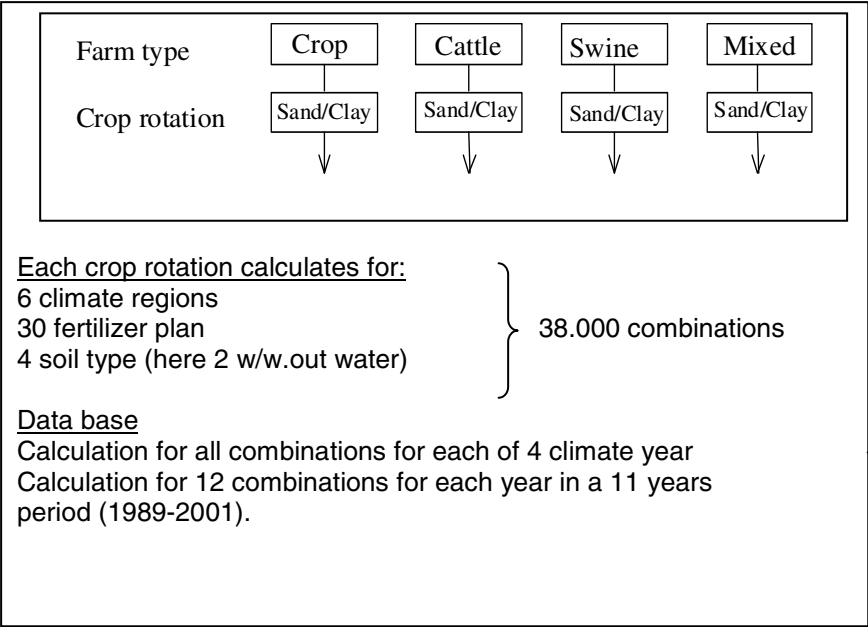 Farm type Crop Cattle Swine Mixed
Crop rotation Sand/Clay Sand/Clay Sand/Clay Sand/Clay
Each crop rotation calculates for:
6 climate regions
30 fertilizer plan 38.000 combinations
4 soil type (here 2 w/w.out water)
Data base
Calculation for all combinations for each of 4 climate year
Calculation for 12 combinations for each year in a 11 years
period (1989-2001).